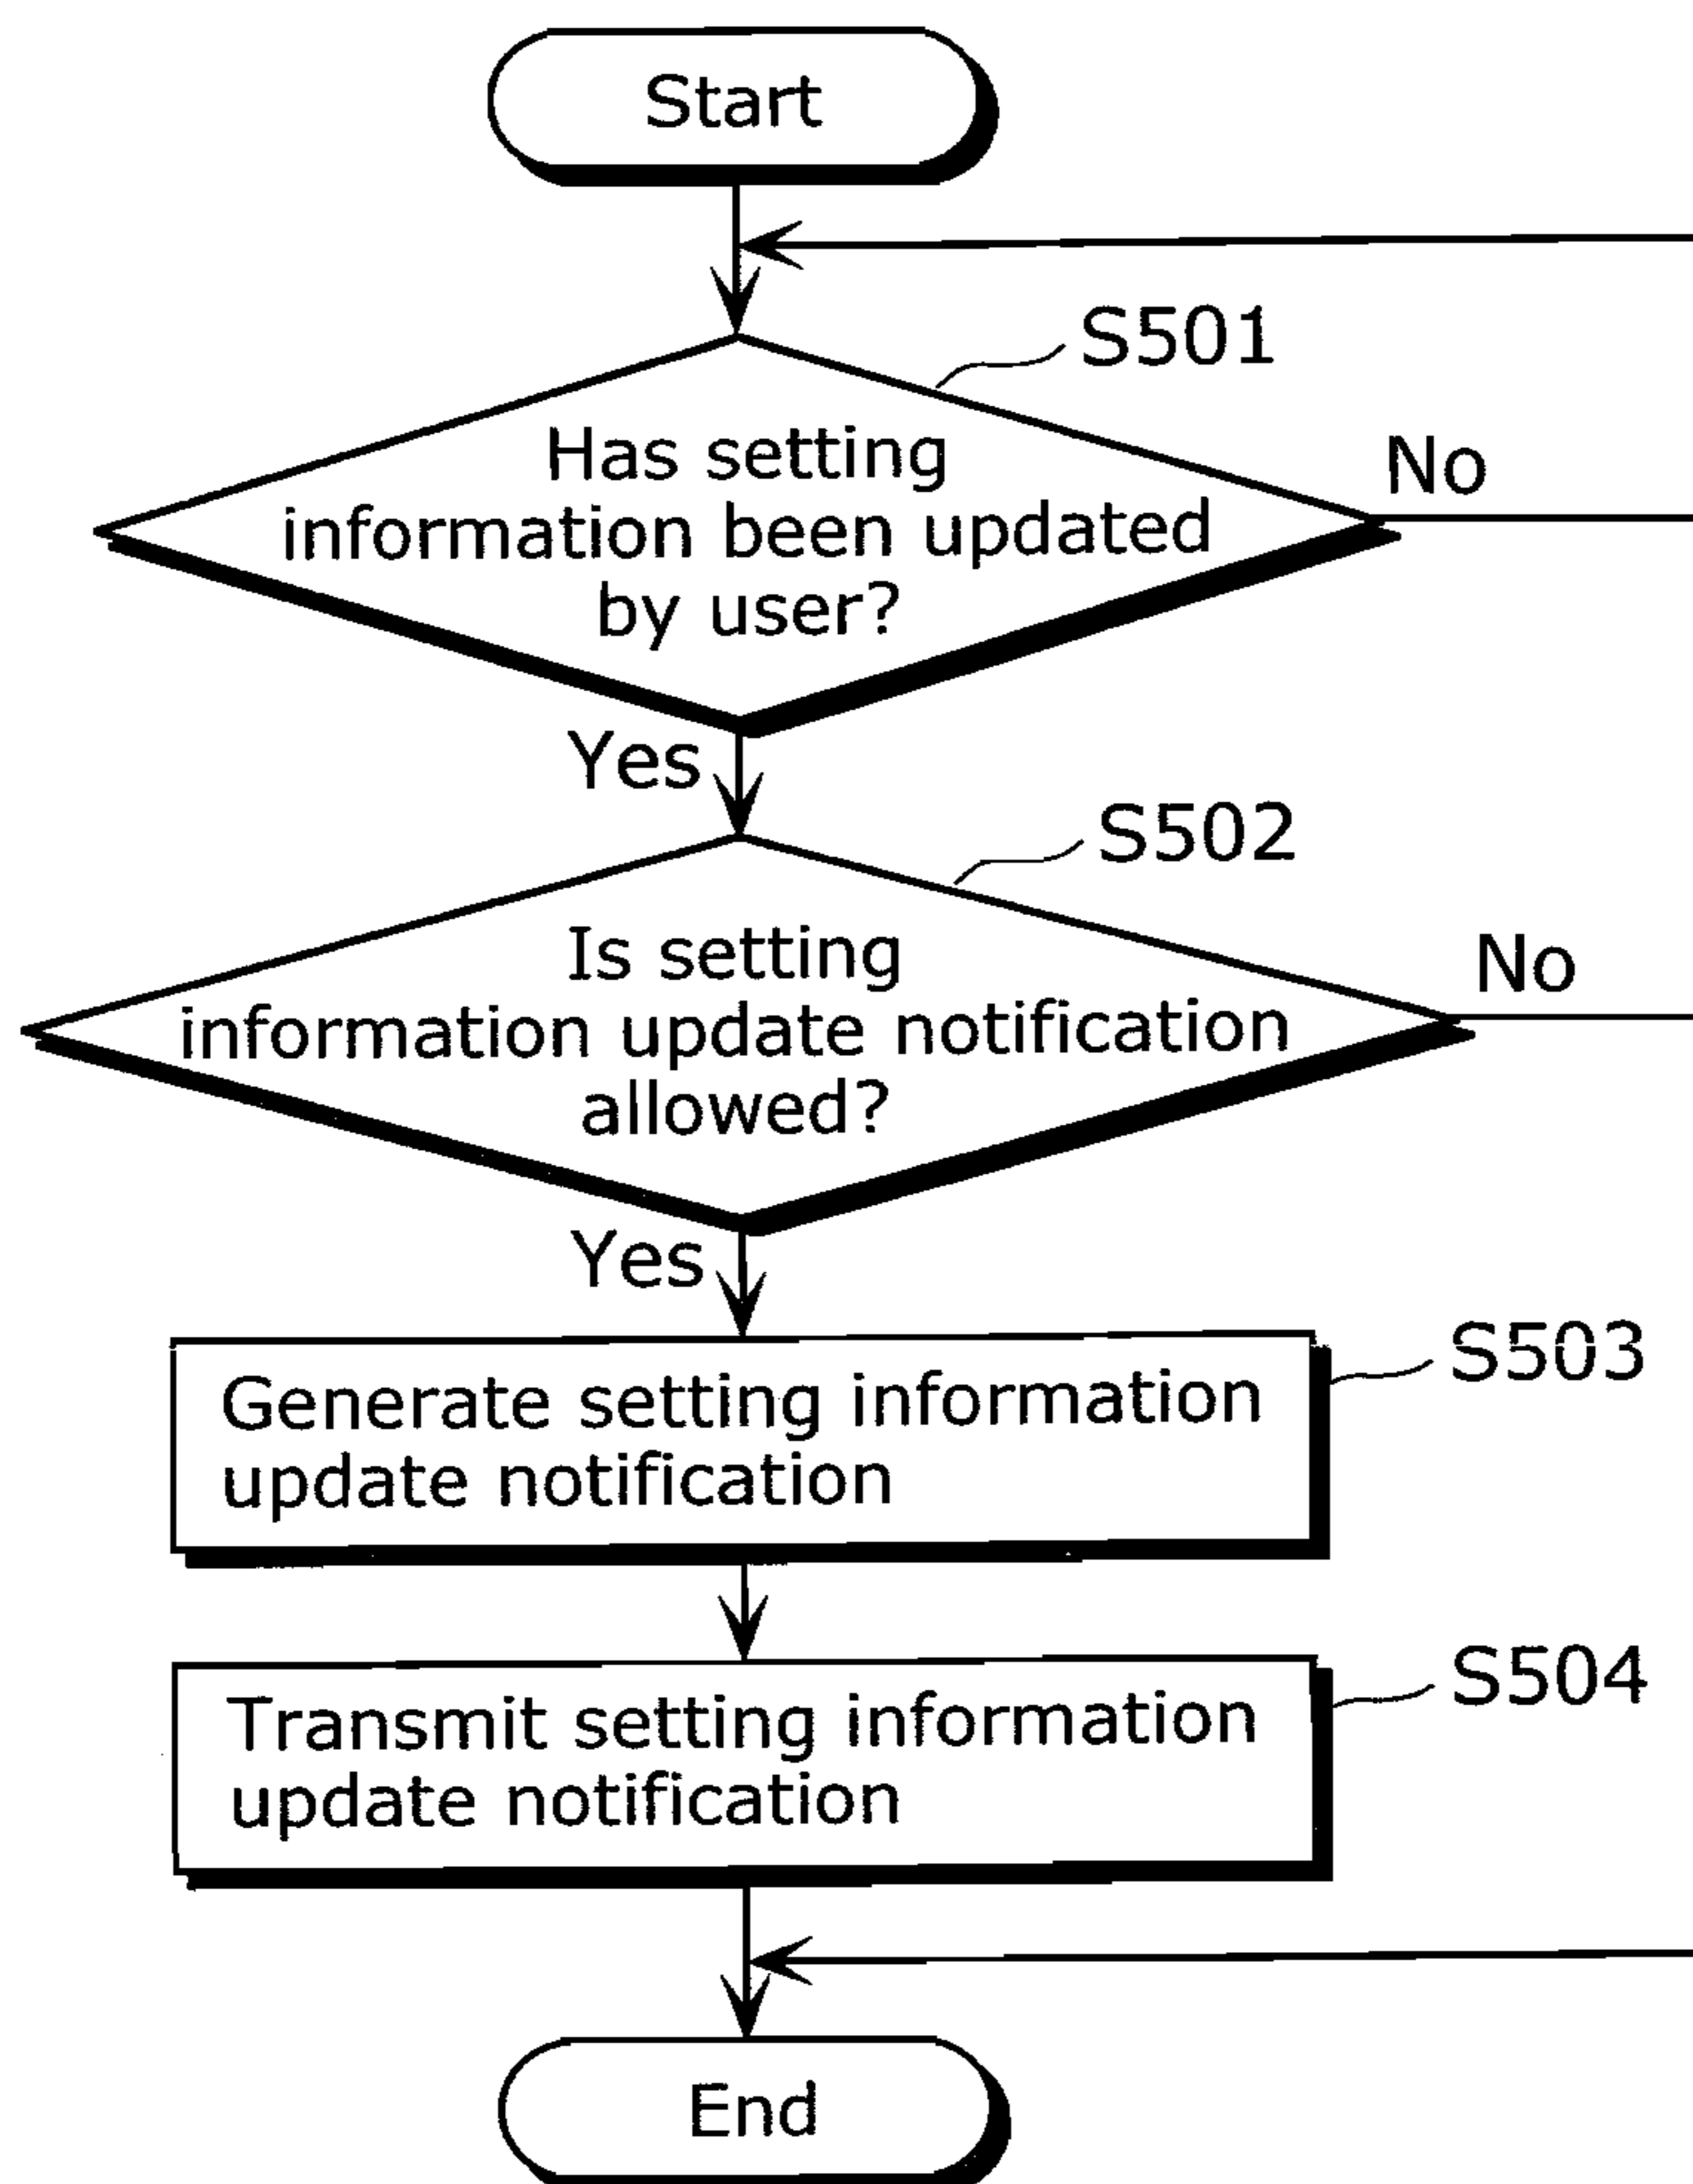 Start
S501
Has setting
information been updated
by user?
No
Yes
S502
Is setting
information update notification
allowed?
No
Yes
S503
Generate setting information
update notification
S504
Transmit setting information
update notification
End